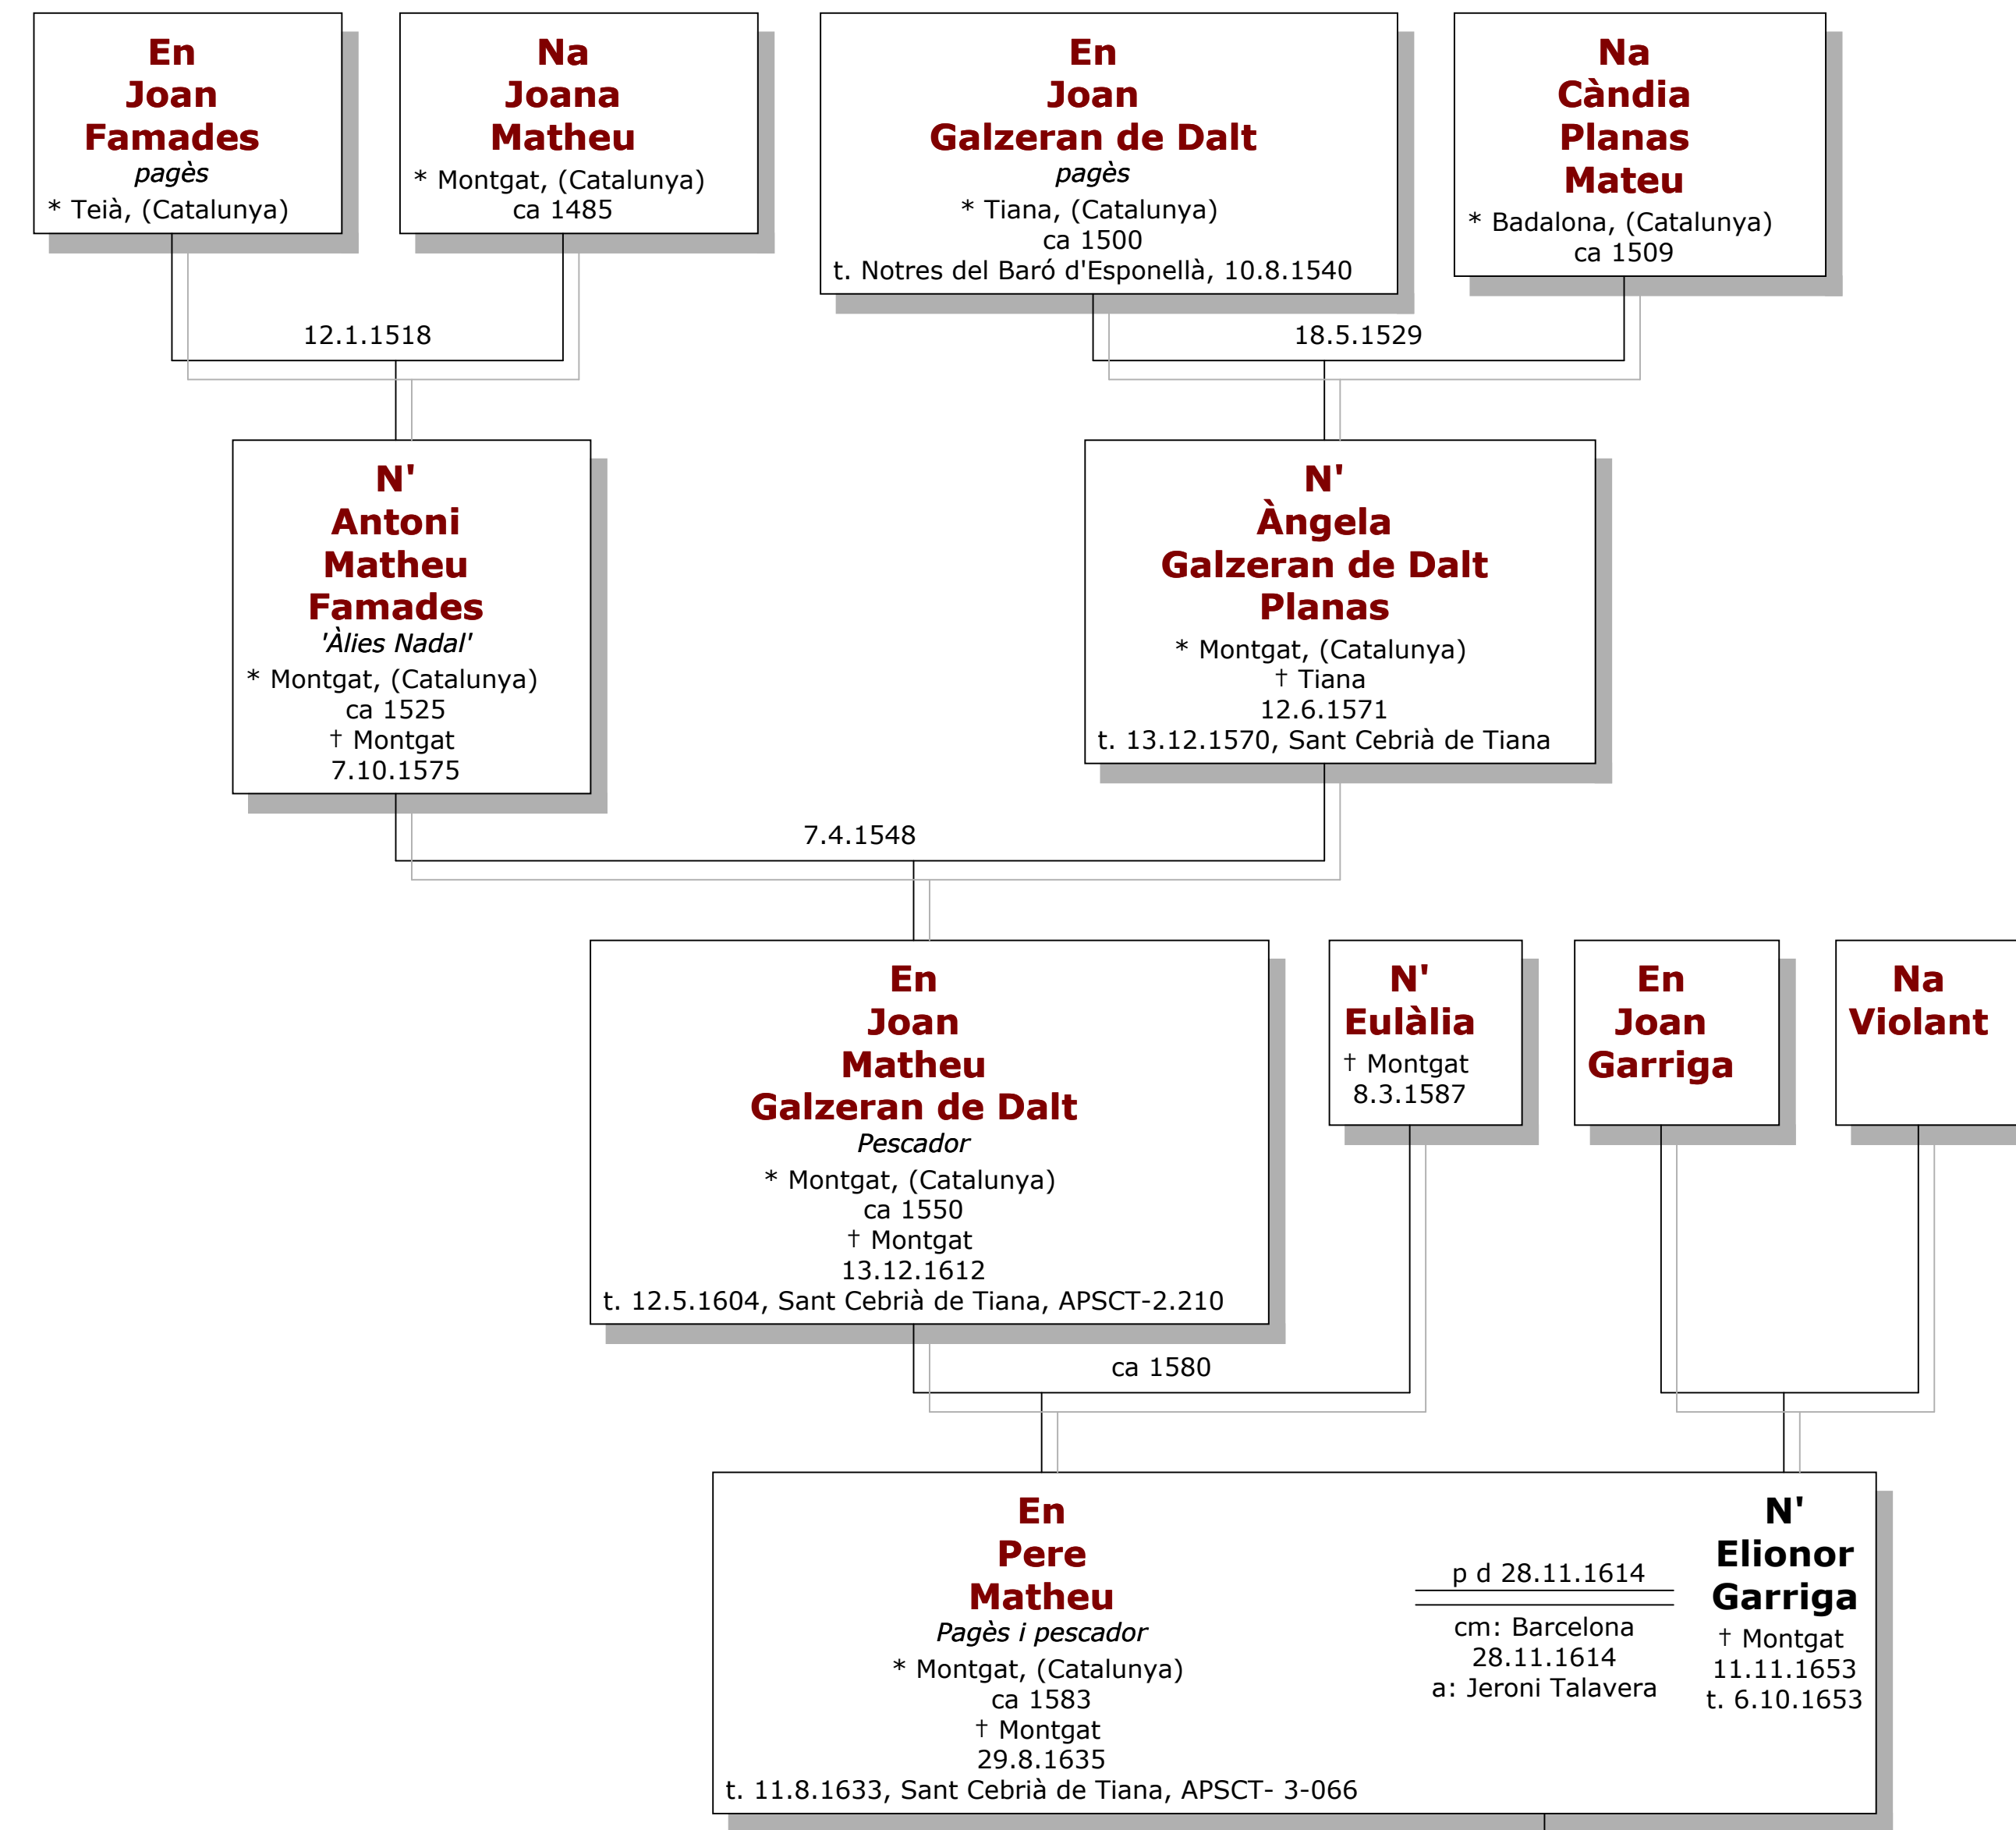 En
Joan
Famades
pagès
* Teià, (Catalunya)
Na
Joana
Matheu
* Montgat, (Catalunya)
ca 1485
En
Joan
Galzeran de Dalt
pagès
* Tiana, (Catalunya)
ca 1500
t. Notres del Baró d'Esponellà, 10.8.1540
Na
Càndia
Planas
Mateu
* Badalona, (Catalunya)
ca 1509
12.1.1518
18.5.1529
N'
Antoni
Matheu
Famades
'Àlies Nadal'
* Montgat, (Catalunya)
ca 1525
† Montgat
7.10.1575
N'
Àngela
Galzeran de Dalt
Planas
* Montgat, (Catalunya)
† Tiana
12.6.1571
t. 13.12.1570, Sant Cebrià de Tiana
7.4.1548
En
Joan
Matheu
Galzeran de Dalt
Pescador
* Montgat, (Catalunya)
ca 1550
† Montgat
13.12.1612
t. 12.5.1604, Sant Cebrià de Tiana, APSCT-2.210
N'
Eulàlia
† Montgat
8.3.1587
En
Joan
Garriga
Na
Violant
ca 1580
En
Pere
Matheu
Pagès i pescador
* Montgat, (Catalunya)
ca 1583
† Montgat
29.8.1635
t. 11.8.1633, Sant Cebrià de Tiana, APSCT- 3-066
p d 28.11.1614
cm: Barcelona
28.11.1614
a: Jeroni Talavera
N'
Elionor
Garriga
† Montgat
11.11.1653
t. 6.10.1653